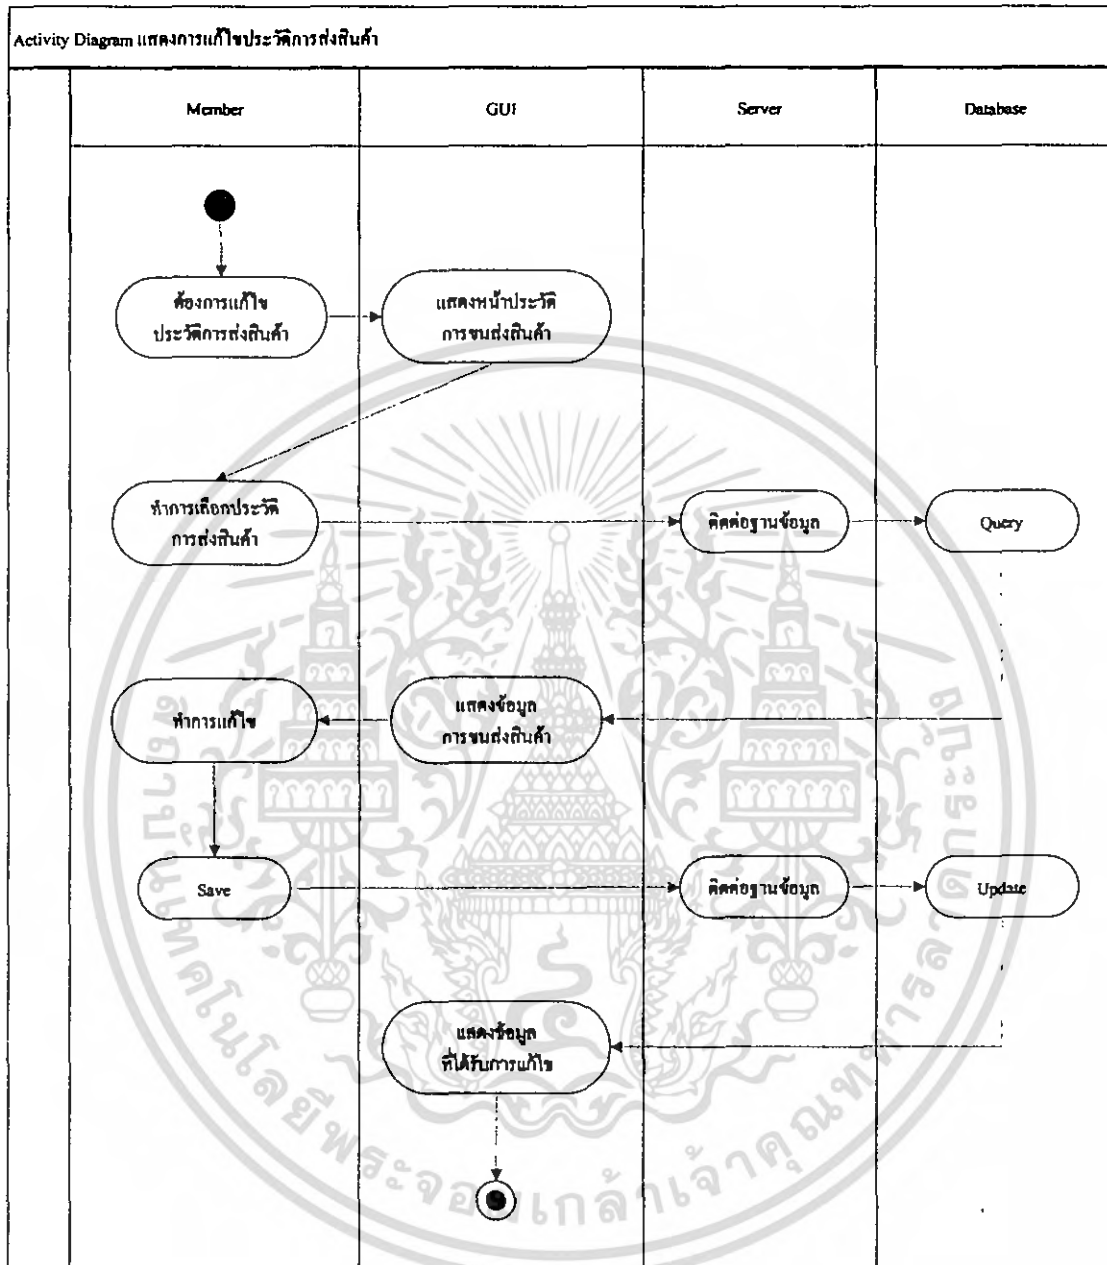 Activity Diagram แสดงการแก้ไขประวัติการส่งสินค้า
Member
GUI
Server
Database
ต้องการแก้ไข
ประวัติการส่งสินค้า
แสดงหน้าประวัติ
การขนส่งสินค้า
ทำการเลือกประวัติ
การส่งสินค้า
ติดต่อฐานข้อมูล
Query
ทำการแก้ไข
แสดงข้อมูล
การขนส่งสินค้า
Save
ติดต่อฐานข้อมูล
Update
แสดงข้อมูล
ที่ได้รับการแก้ไข